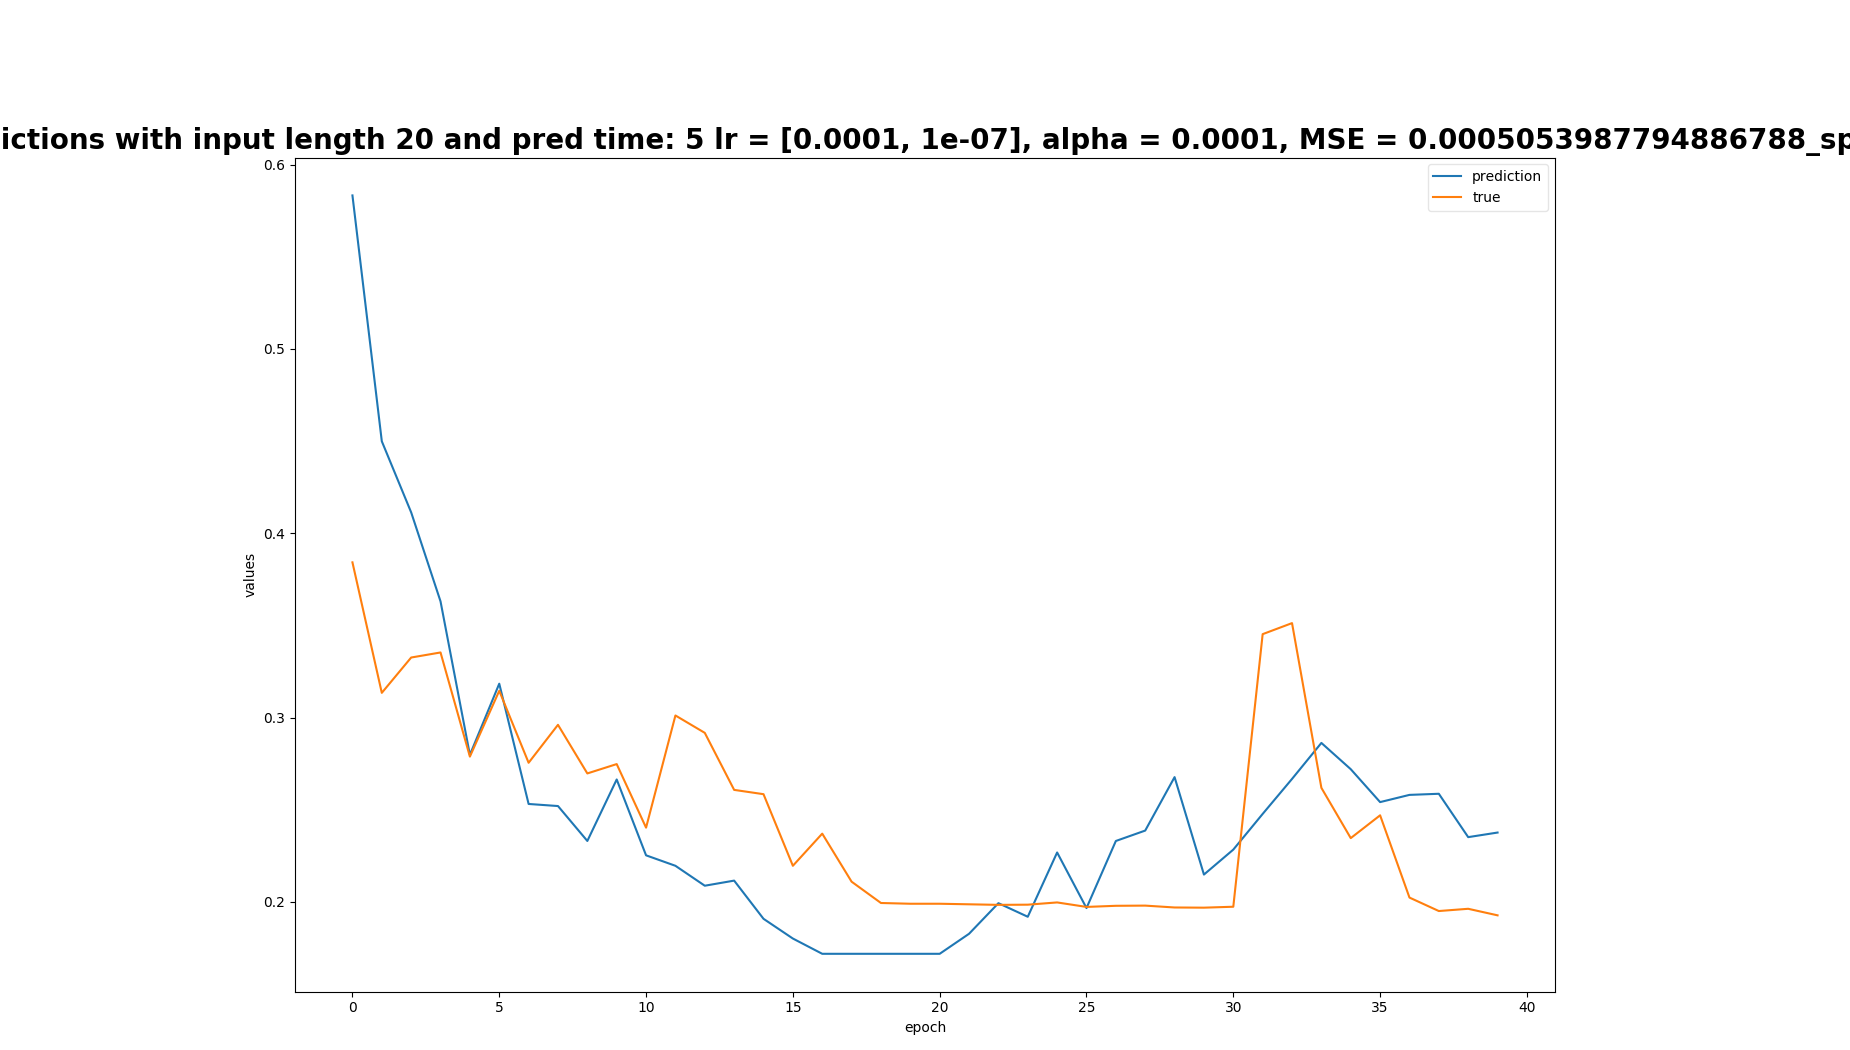 ictions with input length 20 and pred time: 5 lr = [0.0001, 1e-07], alpha = 0.0001, MSE = 0.0005053987794886788_sp
prediction
true
0.6
0.5
0.4
0.3
0.2
values
0 5 10 15 20 25 30 35 40
epoch